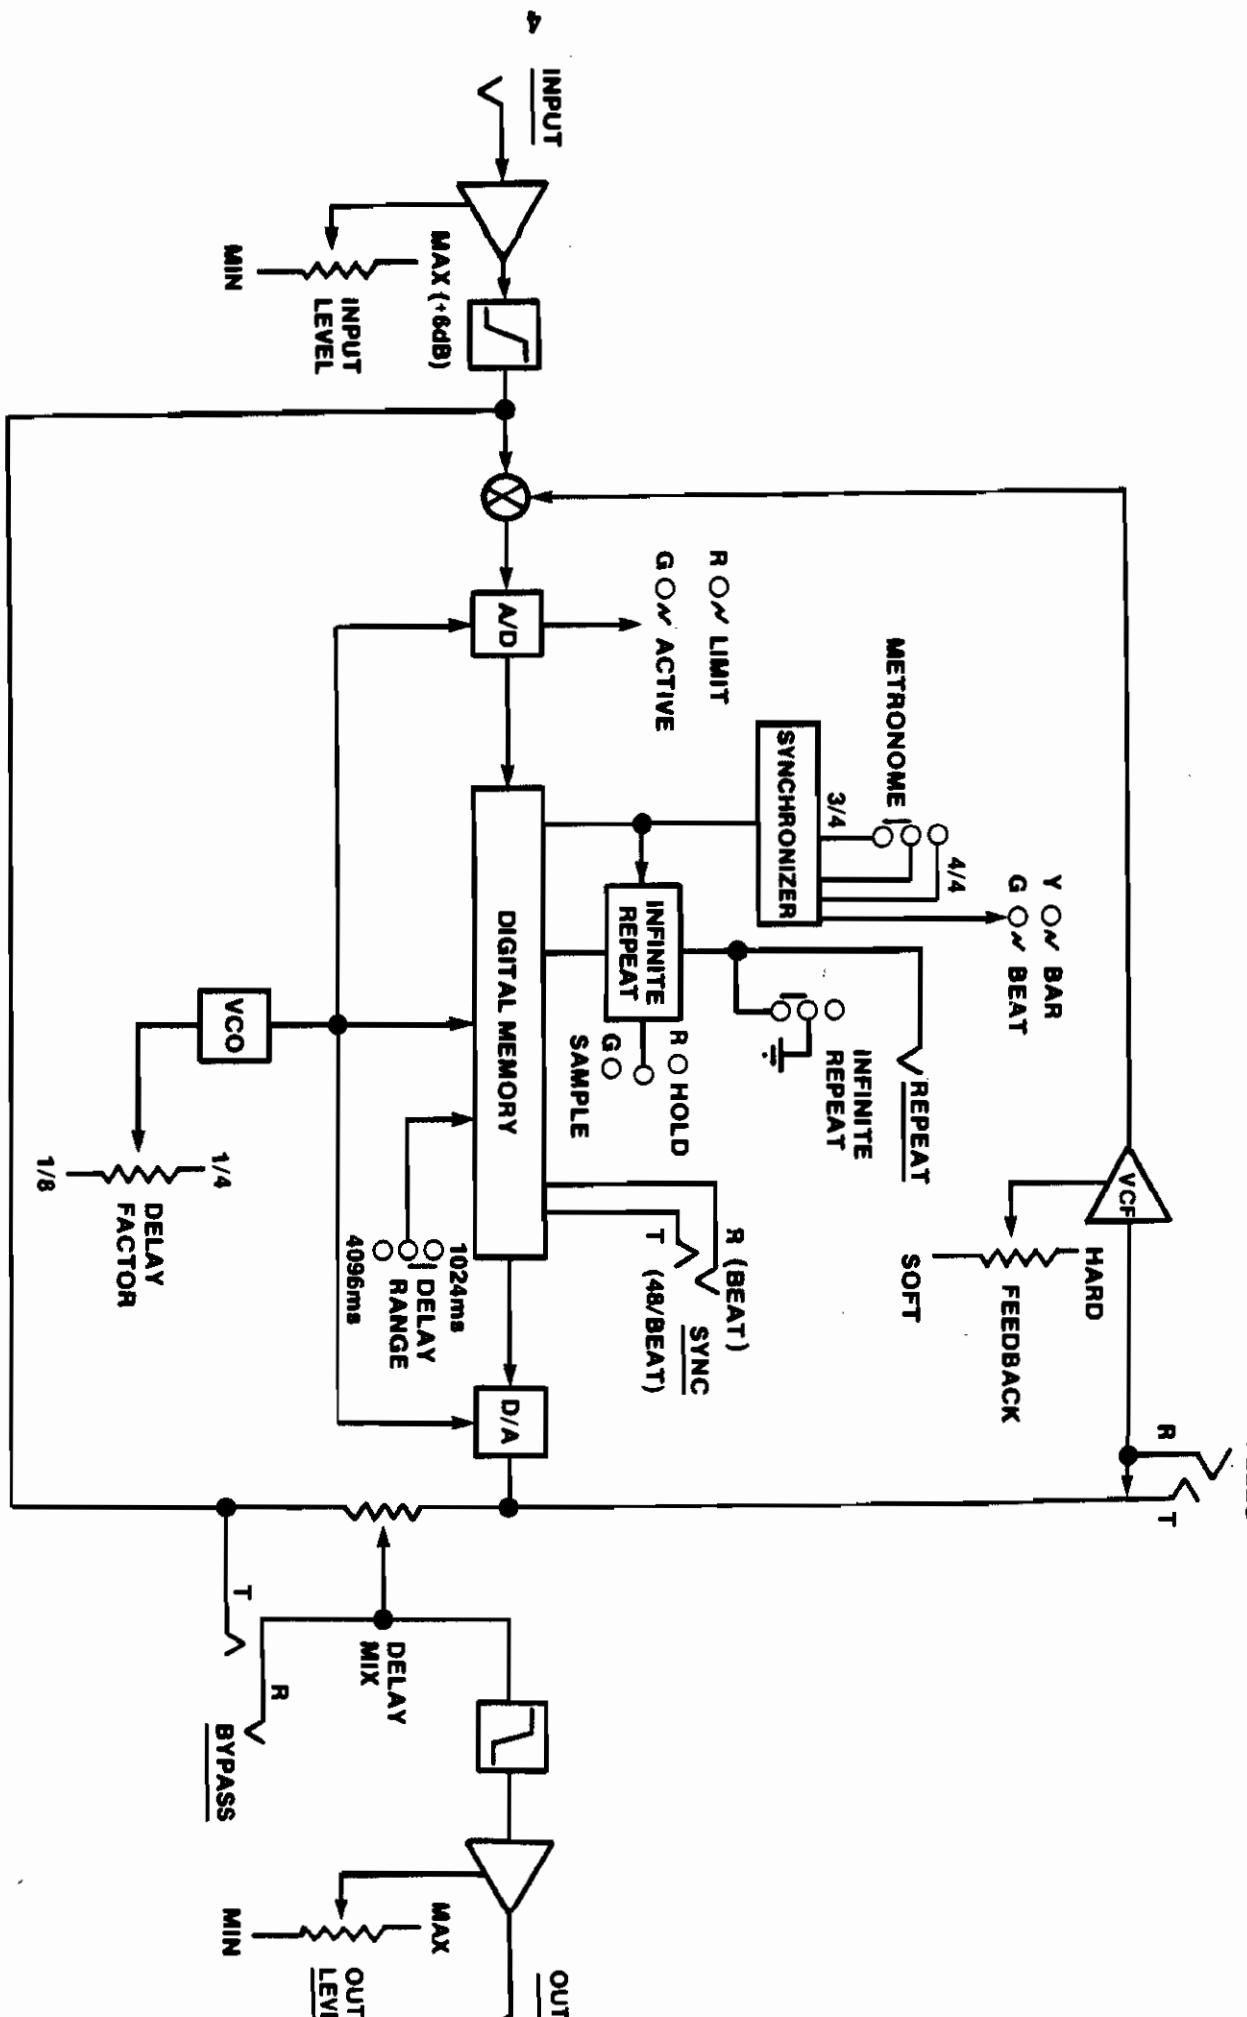 4
INPUT
MAX (+6dB)
INPUT
LEVEL
MIN
R LIMIT
G ACTIVE
A/D
METRONOME
3/4
4/4
SYNCHRONIZER
Y BAR
G BEAT
INFINITE
REPEAT
REPEAT
INFINITE
REPEAT
R HOLD
G
SAMPLE
DIGITAL MEMORY
VCO
1/4
1/8
DELAY
FACTOR
1024ms
DELAY
RANGE
4096ms
R (BEAT)
T (48/BEAT)
SYNC
VCF
HARD
SOFT
FEEDBACK
R
T
D/A
DELAY
MIX
T
R
BYPASS
MAX
MIN
OUT
LEV
OUT